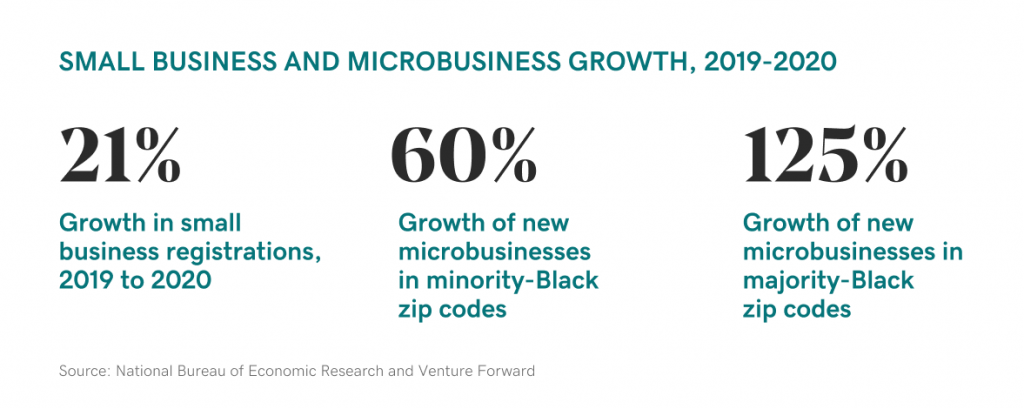 SMALL BUSINESS AND MICROBUSINESS GROWTH, 2019-2020
21%
Growth in small
business registrations,
2019 to 2020
60%
Growth of new
microbusinesses
in minority-Black
zip codes
125%
Growth of new
microbusinesses in
majority-Black
zip codes
Source: National Bureau of Economic Research and Venture Forward